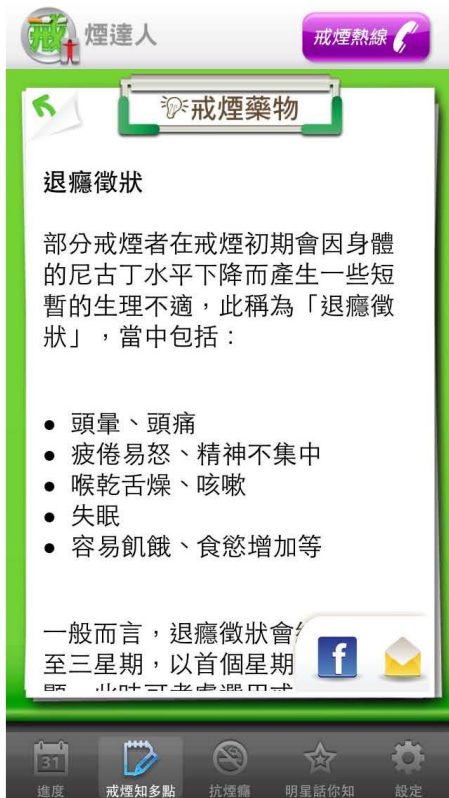 戒煙達人
戒煙熱線
戒煙藥物
退癮徵狀
部分戒煙者在戒煙初期會因身體
的尼古丁水平下降而產生一些短
暫的生理不適，此稱為「退癮徵
狀」，當中包括：
● 頭暈、頭痛
● 疲倦易怒、精神不集中
● 喉乾舌燥、咳嗽
● 失眠
● 容易飢餓、食慾增加等
一般而言，退癮徵狀會
至三星期，以首個星期
f
31
進度
戒煙知多點
抗煙癮
明星話你知
設定